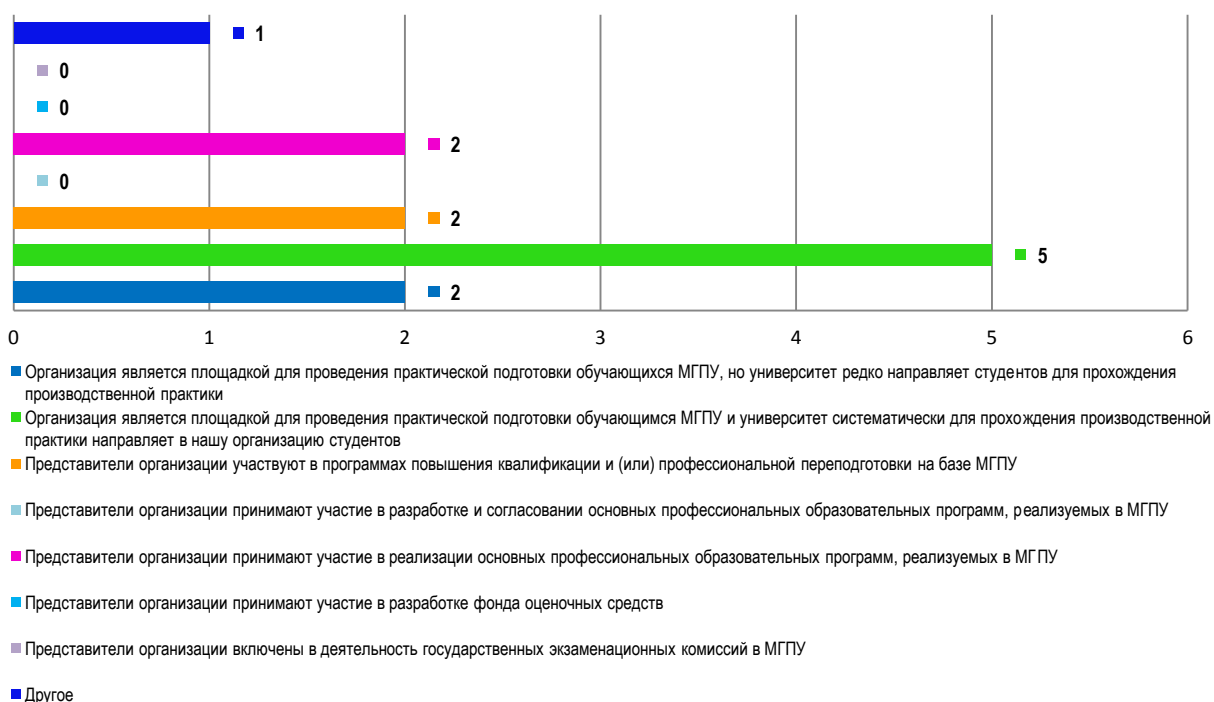 1
0
0
2
0
2
5
2
0 1 2 3 4 5 6
Организация является площадкой для проведения практической подготовки обучающихся МГПУ, но университет редко направляет студентов для прохождения
производственной практики
Организация является площадкой для проведения практической подготовки обучающимся МГПУ и университет систематически для прохождения производственной
практики направляет в нашу организацию студентов
Представители организации участвуют в программах повышения квалификации и (или) профессиональной переподготовки на базе МГПУ
Представители организации принимают участие в разработке и согласовании основных профессиональных образовательных программ, реализуемых в МГПУ
Представители организации принимают участие в реализации основных профессиональных образовательных программ, реализуемых в МГПУ
Представители организации принимают участие в разработке фонда оценочных средств
Представители организации включены в деятельность государственных экзаменационных комиссий в МГПУ
Другое